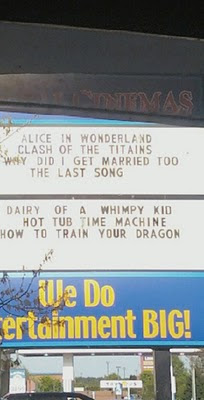 CINEMAS
ALICE IN WONDERLAND
CLASH OF THE TITANS
WHY DID I GET MARRIED TOO
THE LAST SONG
DAIRY OF A WHIMPY KID
HOT TUB TIME MACHINE
HOW TO TRAIN YOUR DRAGON
We Do
ertainment BIG!